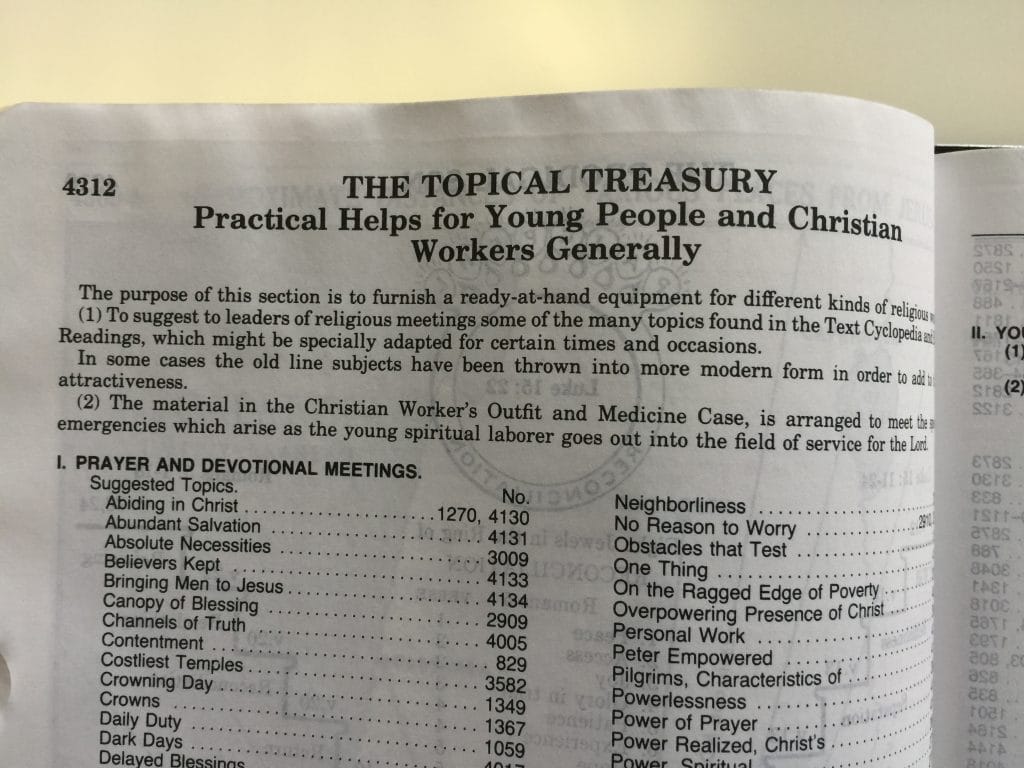 4312
THE TOPICAL TREASURY
Practical Helps for Young People and Christian
Workers Generally
The purpose of this section is to furnish a ready-at-hand equipment for different kinds of religious
(1) To suggest to leaders of religious meetings some of the many topics found in the Text Cyclopedia and
Readings, which might be specially adapted for certain times and occasions.
In some cases the old line subjects have been thrown into more modern form in order to add
attractiveness.
(2) The material in the Christian Worker's Outfit and Medicine Case, is arranged to meet the
emergencies which arise as the young spiritual laborer goes out into the field of service for the Lord.
I. PRAYER AND DEVOTIONAL MEETINGS.
Suggested Topics.
No.
Abiding in Christ ........ 1270, 4130
Abundant Salvation ........ 4131
Absolute Necessities ........ 3009
Believers Kept ........ 4133
Bringing Men to Jesus ........ 4134
Canopy of Blessing ........ 2909
Channels of Truth ........ 4005
Contentment ........ 829
Costliest Temples ........ 3582
Crowning Day ........ 1349
Crowns ........ 1367
Daily Duty ........ 1059
Dark Days ........
Delayed Blessings
Neighborliness ........
No Reason to Worry ........
Obstacles that Test ........
One Thing ........
On the Ragged Edge of Poverty ........
Overpowering Presence of Christ ........
Personal Work ........
Peter Empowered ........
Pilgrims, Characteristics of ........
Powerlessness ........
Power of Prayer ........
Power Realized, Christ's ........
Power Spiritual
II.
(1)
(2)